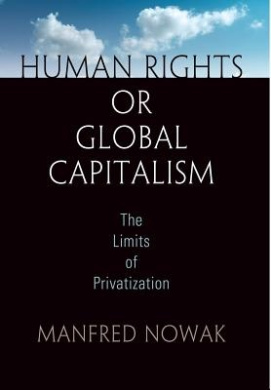 HUMAN RIGHTS
OR
GLOBAL
CAPITALISM
The
Limits
of
Privatization
MANFRED NOWAK